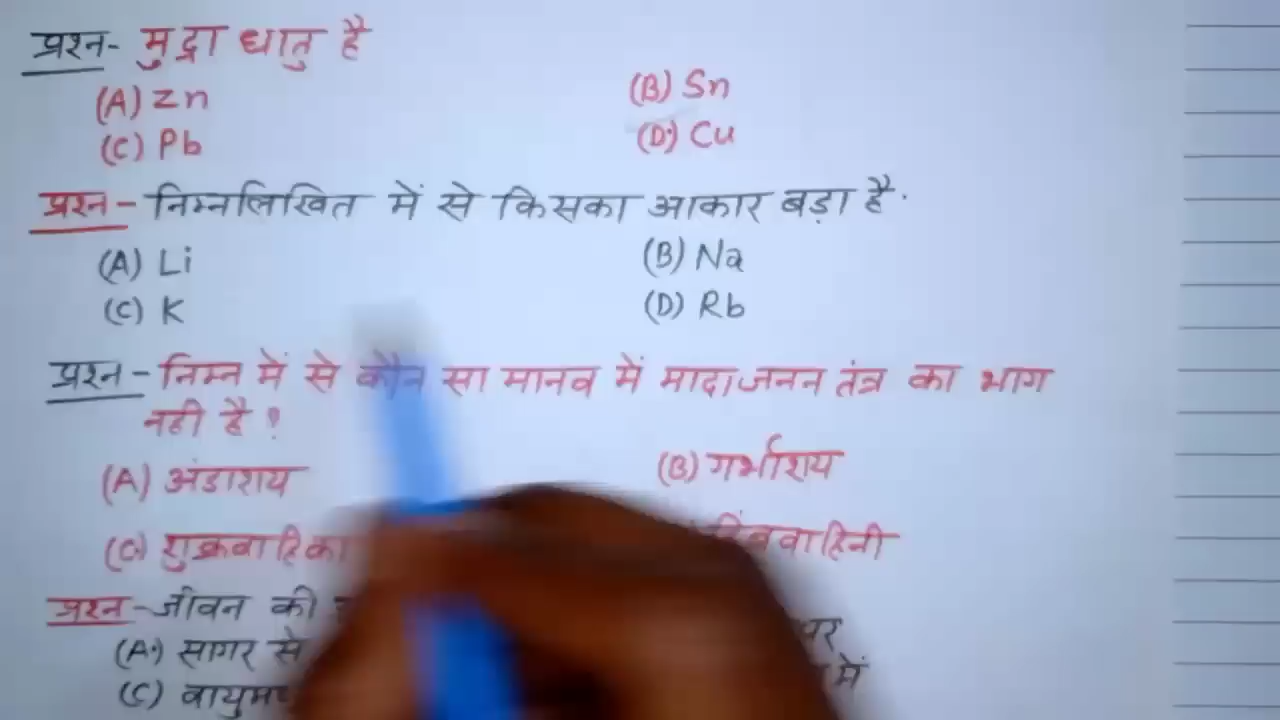 प्रश्न- मुद्रा धातु है
(A) Zn (B) Sn
(C) Pb (D) Cu
प्रश्न- निम्नलिखित में से किसका आकार बड़ा है.
(A) Li (B) Na
(C) K (D) Rb
प्रश्न- निम्न में से कौन सा मानव में मादाजनन तंत्र का भाग
नही है ?
(A) अंडाशय (B) गर्भाशय
(C) शुक्रवाहिका
प्रश्न- जीवन की
(A) सागर से पर
(C) में